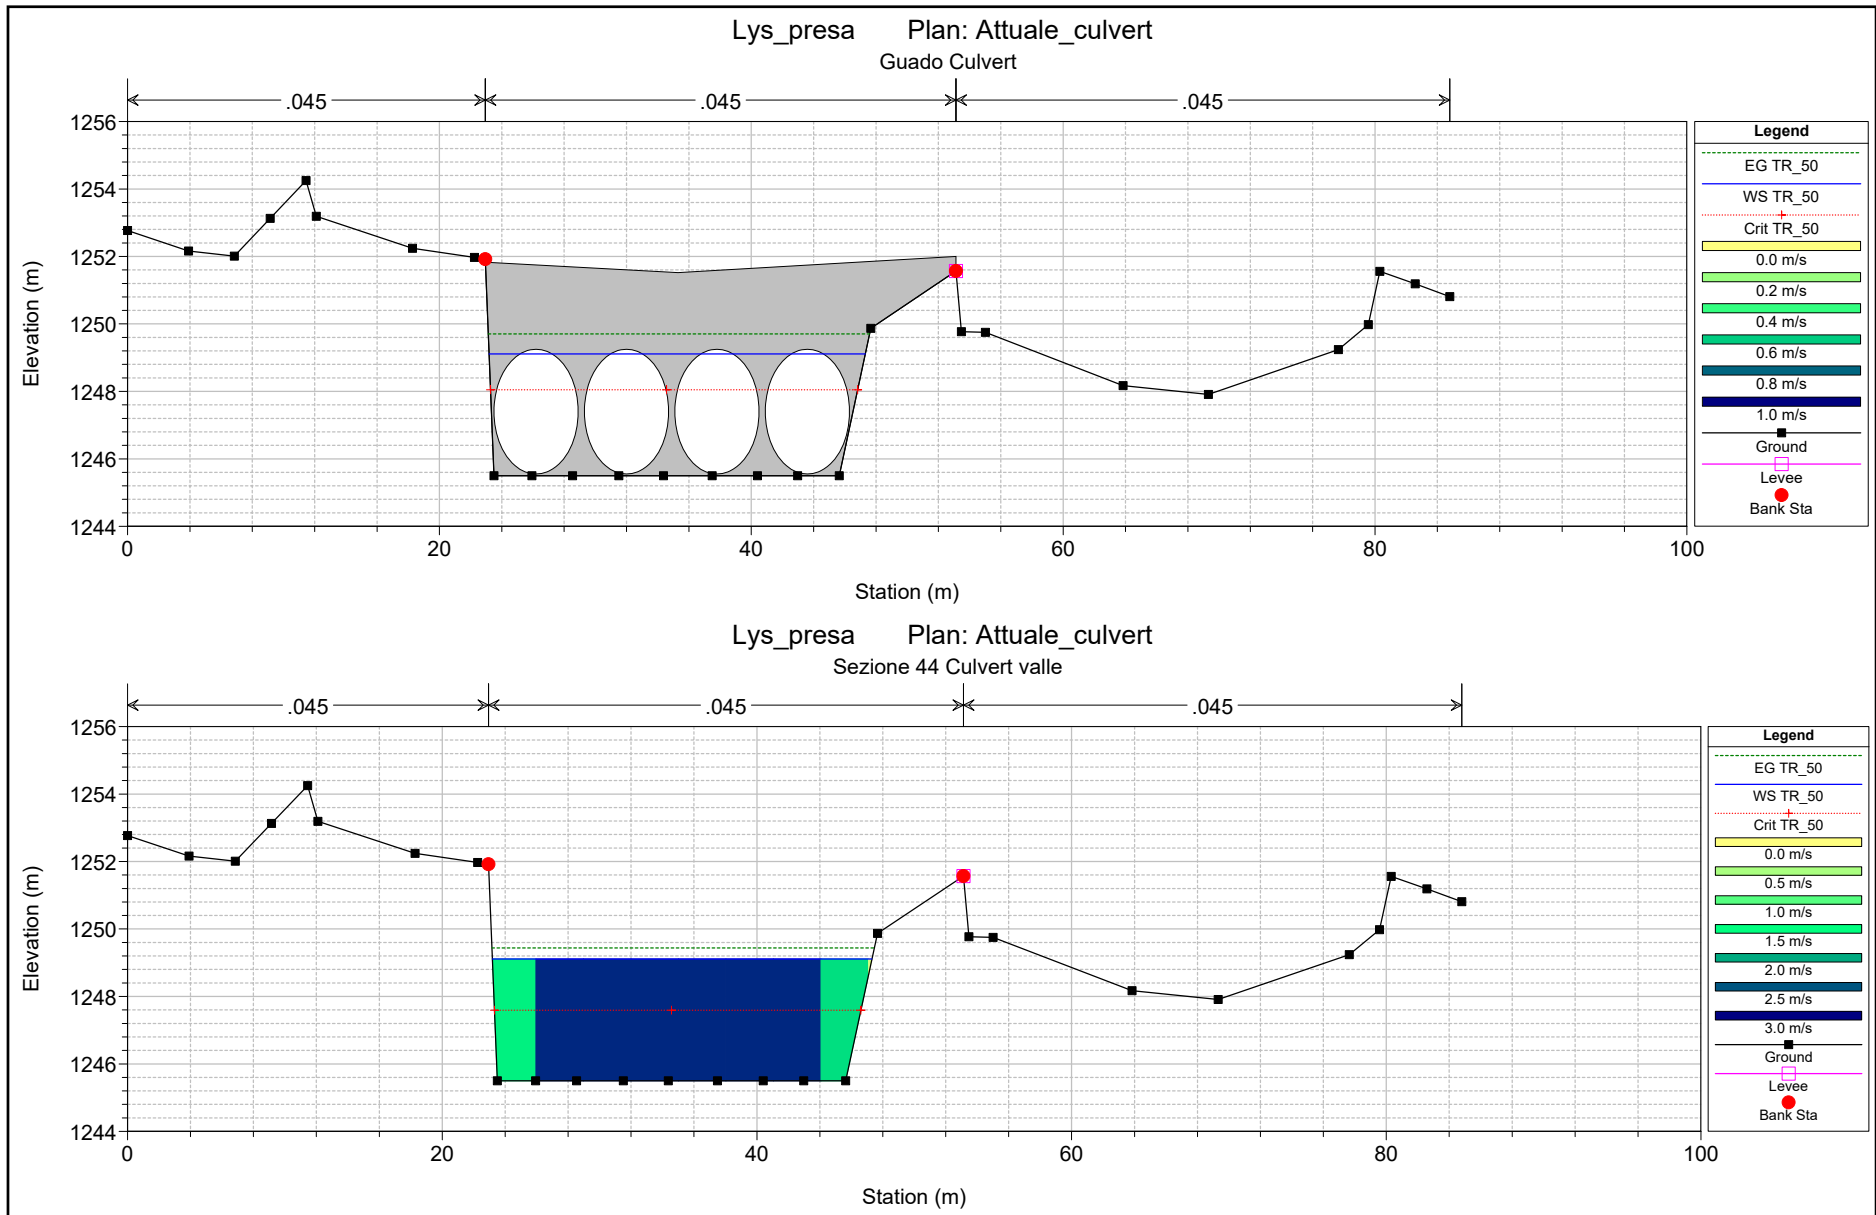 Lys_presa Plan: Attuale_culvert
Guado Culvert
.045 .045 .045
1256
1254
1252
1250
1248
1246
1244
Elevation (m)
0 20 40 60 80 100
Station (m)
Legend
EG TR_50
WS TR_50
Crit TR_50
0.0 m/s
0.2 m/s
0.4 m/s
0.6 m/s
0.8 m/s
1.0 m/s
Ground
Levee
Bank Sta
Lys_presa Plan: Attuale_culvert
Sezione 44 Culvert valle
.045 .045 .045
1256
1254
1252
1250
1248
1246
1244
Elevation (m)
0 20 40 60 80 100
Station (m)
Legend
EG TR_50
WS TR_50
Crit TR_50
0.0 m/s
0.5 m/s
1.0 m/s
1.5 m/s
2.0 m/s
2.5 m/s
3.0 m/s
Ground
Levee
Bank Sta